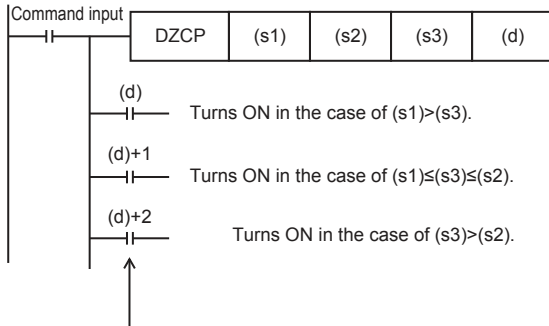 Command input
DZCP (s1) (s2) (s3) (d)
(d)
Turns ON in the case of (s1)>(s3).
(d)+1
Turns ON in the case of (s1)≤(s3)≤(s2).
(d)+2
Turns ON in the case of (s3)>(s2).